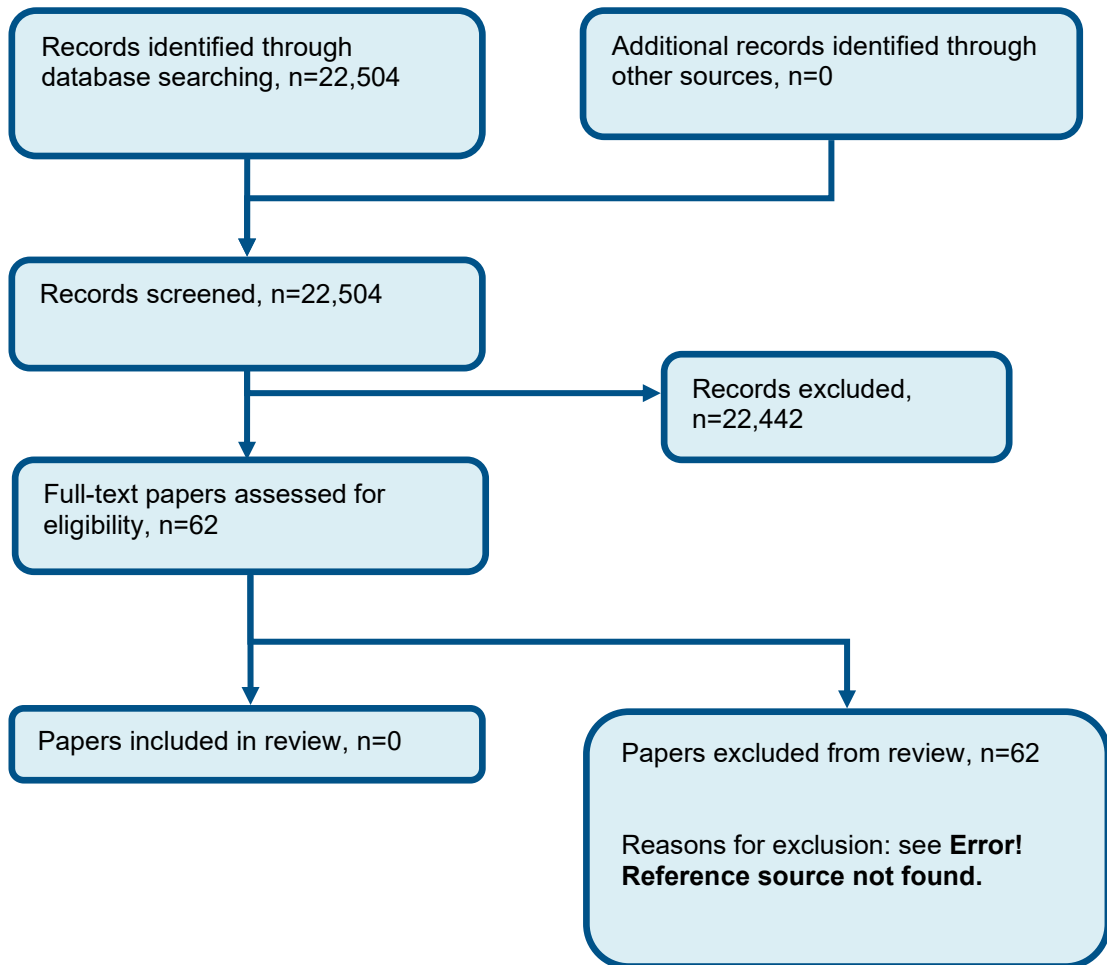 Records identified through
database searching, n=22,504
Additional records identified through
other sources, n=0
Records screened, n=22,504
Records excluded,
n=22,442
Full-text papers assessed for
eligibility, n=62
Papers included in review, n=0
Papers excluded from review, n=62
Reasons for exclusion: see Error!
Reference source not found.